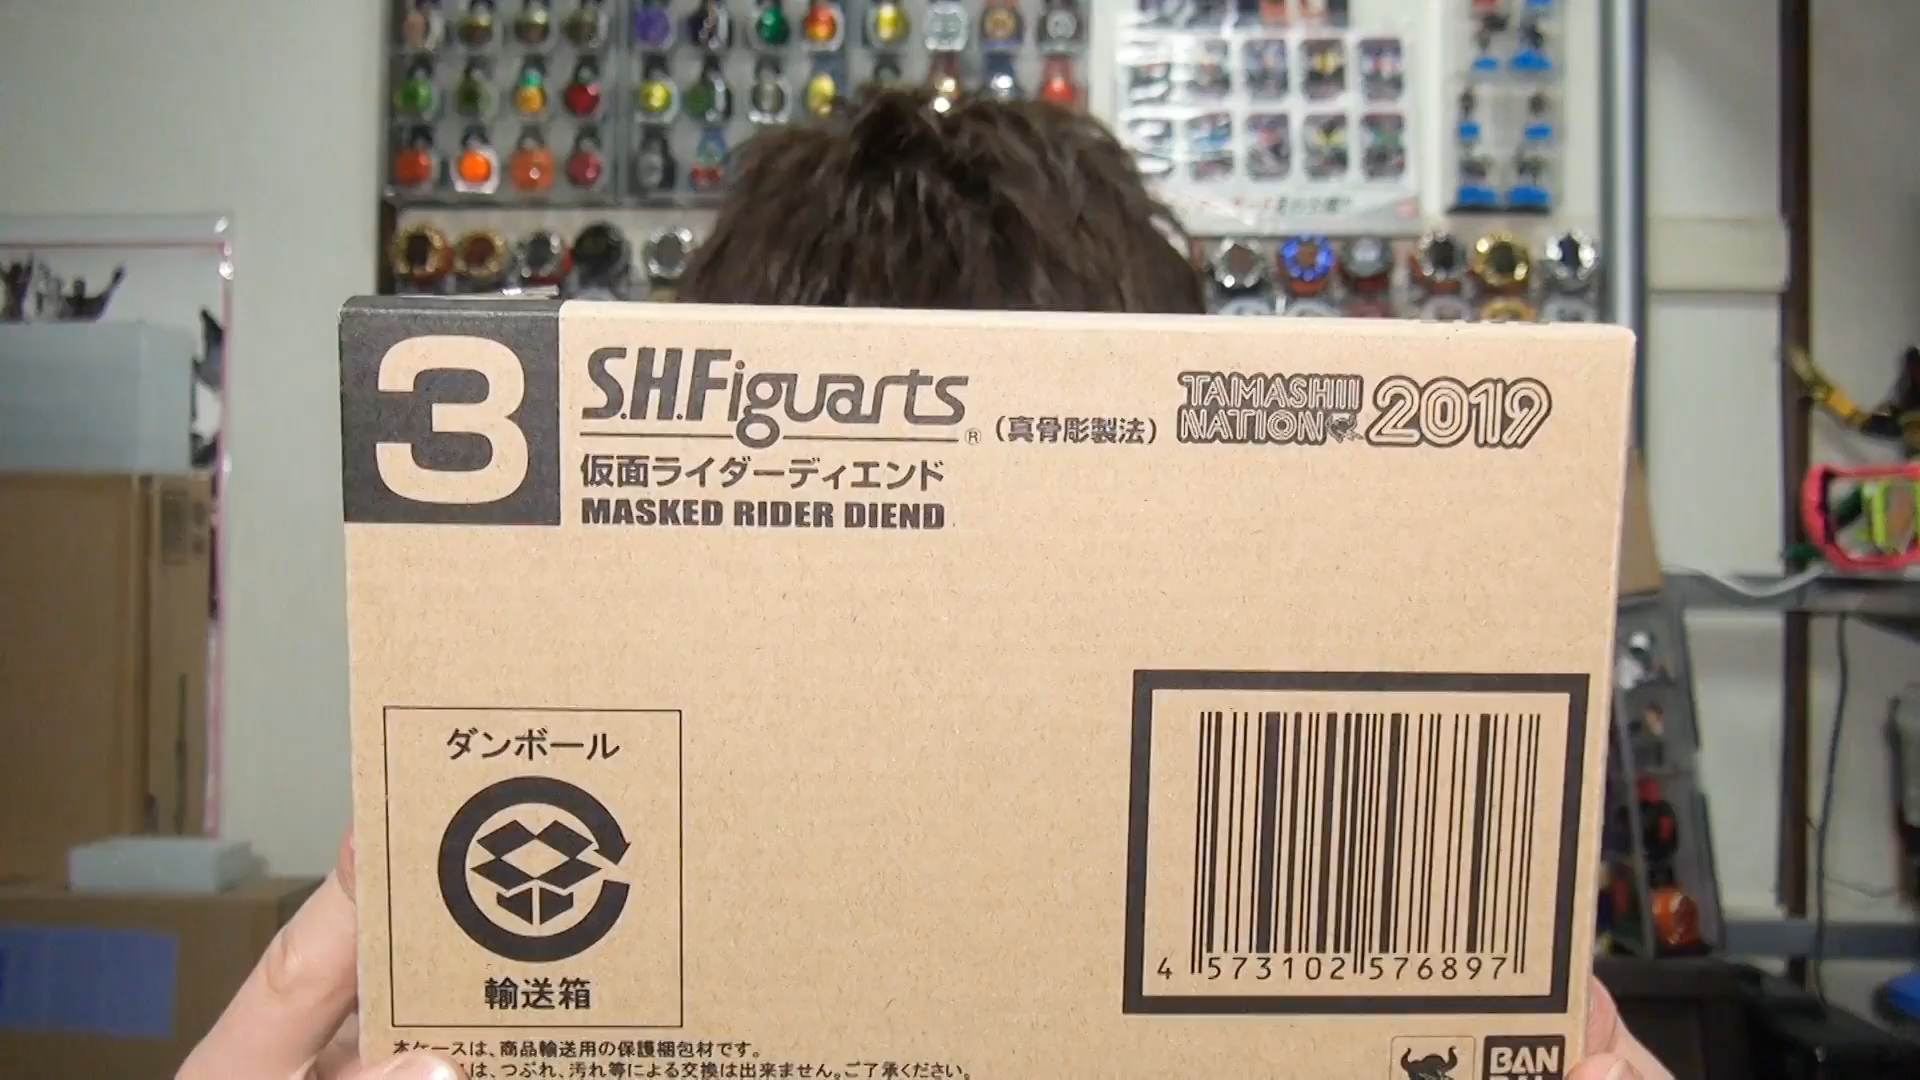 3
S.H.Figuarts® (真骨彫製法) TAMASHII NATION 2019
仮面ライダーディエンド
MASKED RIDER DIEND
ダンボール
輸送箱
4 573102 576897
本ケースは、商品輸送用の保護梱包材です。
は、つぶれ、汚れ等による交換は出来ません。ご了承ください。
BAN